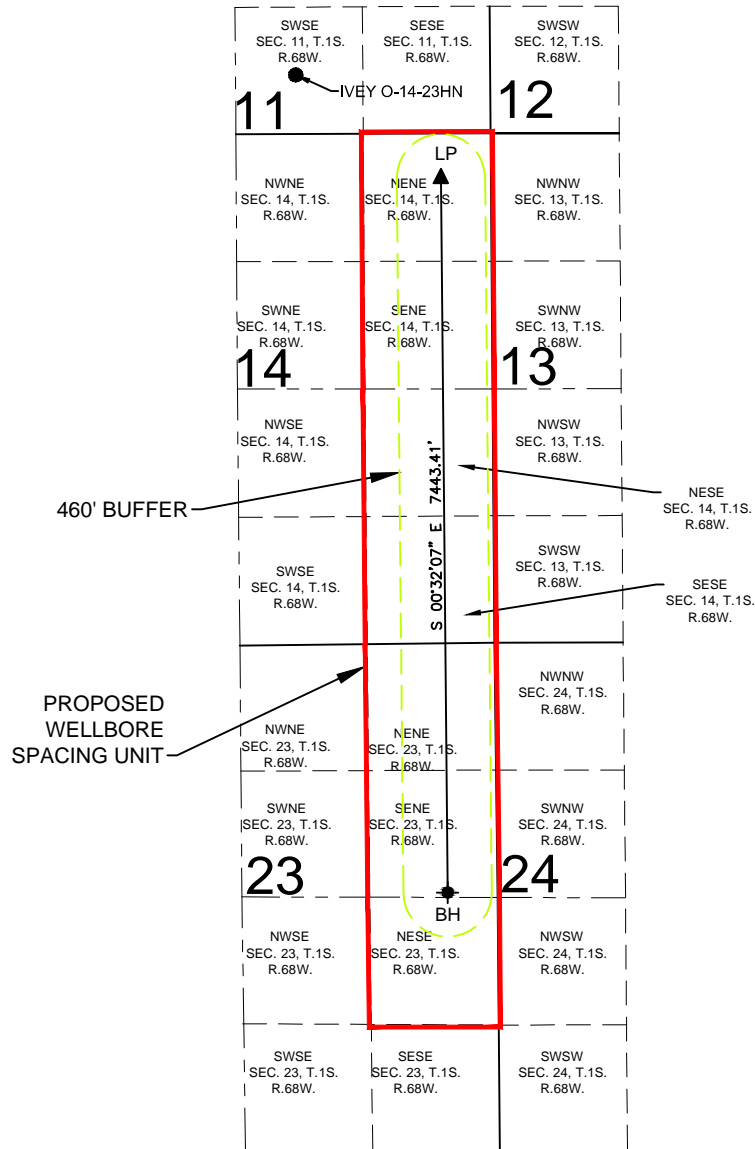 SWSE
SEC. 11, T.1S.
R.68W.
SESE
SEC. 11, T.1S.
R.68W.
SWSW
SEC. 12, T.1S.
R.68W.
IVEY O-14-23HN
11
12
LP
NWNE
SEC. 14, T.1S.
R.68W.
NENE
SEC. 14, T.1S.
R.68W.
NWNW
SEC. 13, T.1S.
R.68W.
SWNE
SEC. 14, T.1S.
R.68W.
SENE
SEC. 14, T.1S.
R.68W.
SWNW
SEC. 13, T.1S.
R.68W.
14
13
NWSE
SEC. 14, T.1S.
R.68W.
NWSW
SEC. 13, T.1S.
R.68W.
S 00°32'07" E 7443.41'
460' BUFFER
NESE
SEC. 14, T.1S.
R.68W.
SWSE
SEC. 14, T.1S.
R.68W.
SWSW
SEC. 13, T.1S.
R.68W.
SESE
SEC. 14, T.1S.
R.68W.
PROPOSED
WELLBORE
SPACING UNIT
NWNE
SEC. 23, T.1S.
R.68W.
NENE
SEC. 23, T.1S.
R.68W.
NWNW
SEC. 24, T.1S.
R.68W.
SWNE
SEC. 23, T.1S.
R.68W.
SENE
SEC. 23, T.1S.
R.68W.
SWNW
SEC. 24, T.1S.
R.68W.
23
24
BH
NWSE
SEC. 23, T.1S.
R.68W.
NESE
SEC. 23, T.1S.
R.68W.
NWSW
SEC. 24, T.1S.
R.68W.
SWSE
SEC. 23, T.1S.
R.68W.
SESE
SEC. 23, T.1S.
R.68W.
SWSW
SEC. 24, T.1S.
R.68W.